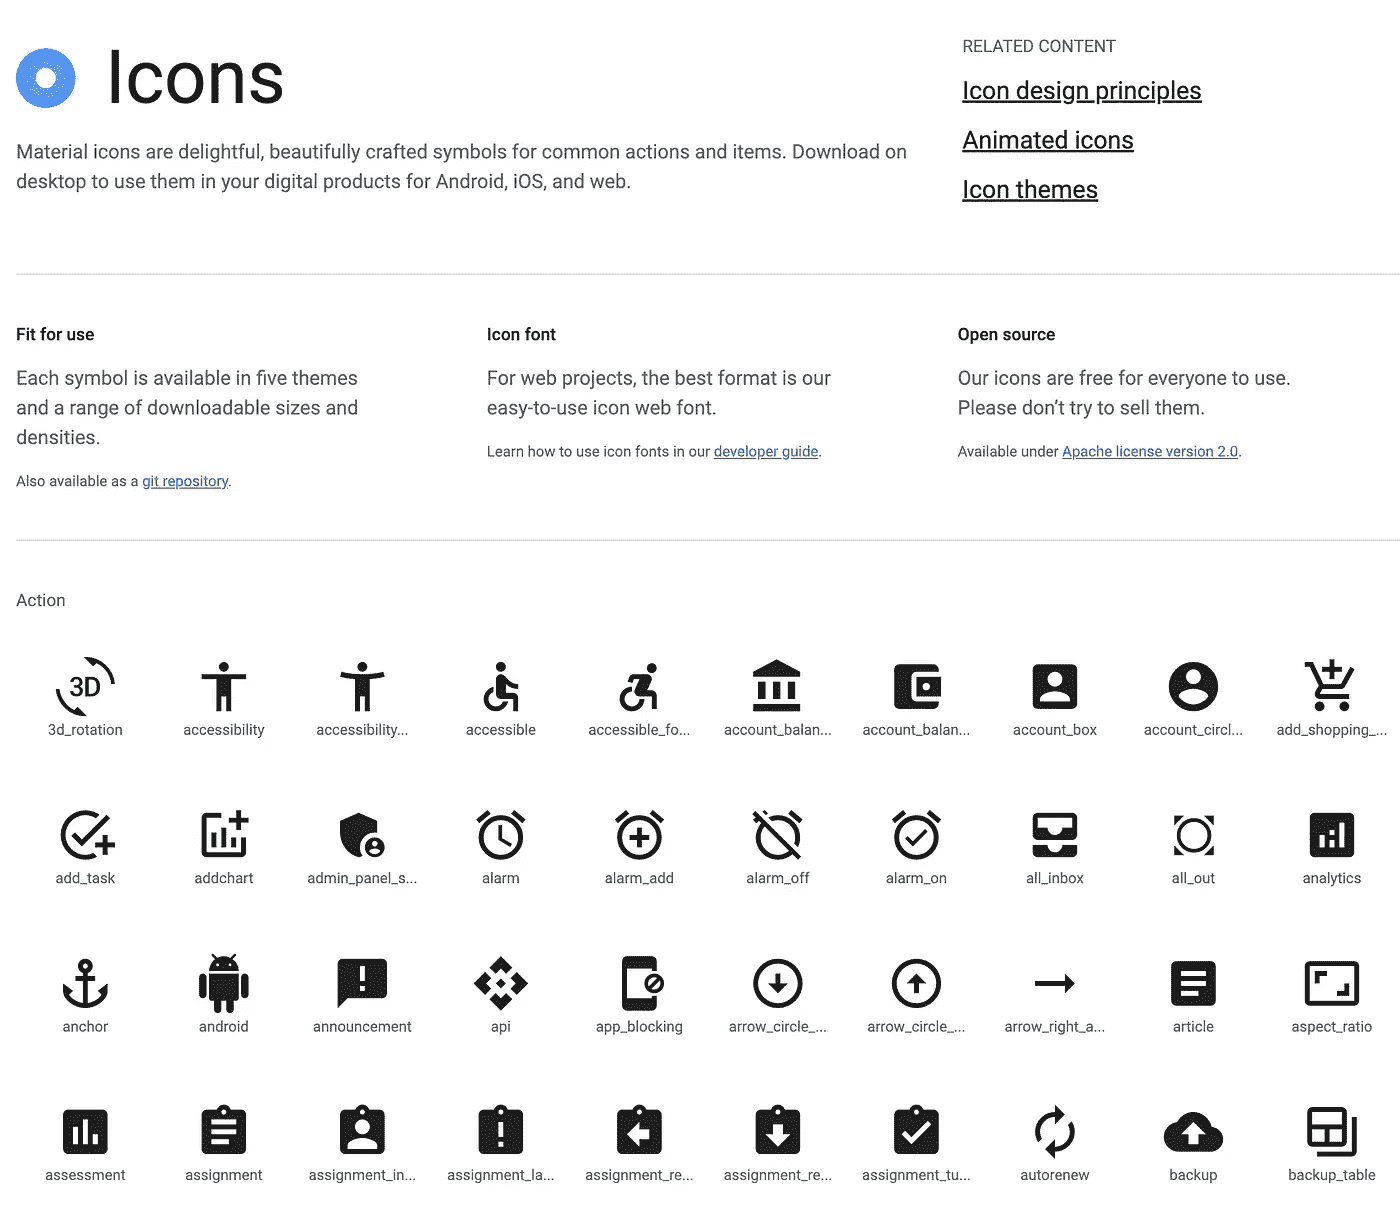 Icons
Material icons are delightful, beautifully crafted symbols for common actions and items. Download on
desktop to use them in your digital products for Android, iOS, and web.
RELATED CONTENT
Icon design principles
Animated icons
Icon themes
Fit for use
Each symbol is available in five themes
and a range of downloadable sizes and
densities.
Also available as a git repository.
Icon font
For web projects, the best format is our
easy-to-use icon web font.
Learn how to use icon fonts in our developer guide.
Open source
Our icons are free for everyone to use.
Please don’t try to sell them.
Available under Apache license version 2.0.
Action
3D
3d_rotation accessibility accessibility... accessible accessible_fo... account_balan... account_balan... account_box account_circl... add_shopping_...
add_task addchart admin_panel_s... alarm alarm_add alarm_off alarm_on all_inbox all_out analytics
anchor android announcement api app_blocking arrow_circle_... arrow_circle_... arrow_right_a... article aspect_ratio
assessment assignment assignment_in... assignment_la... assignment_re... assignment_re... assignment_tu... autorenew backup backup_table